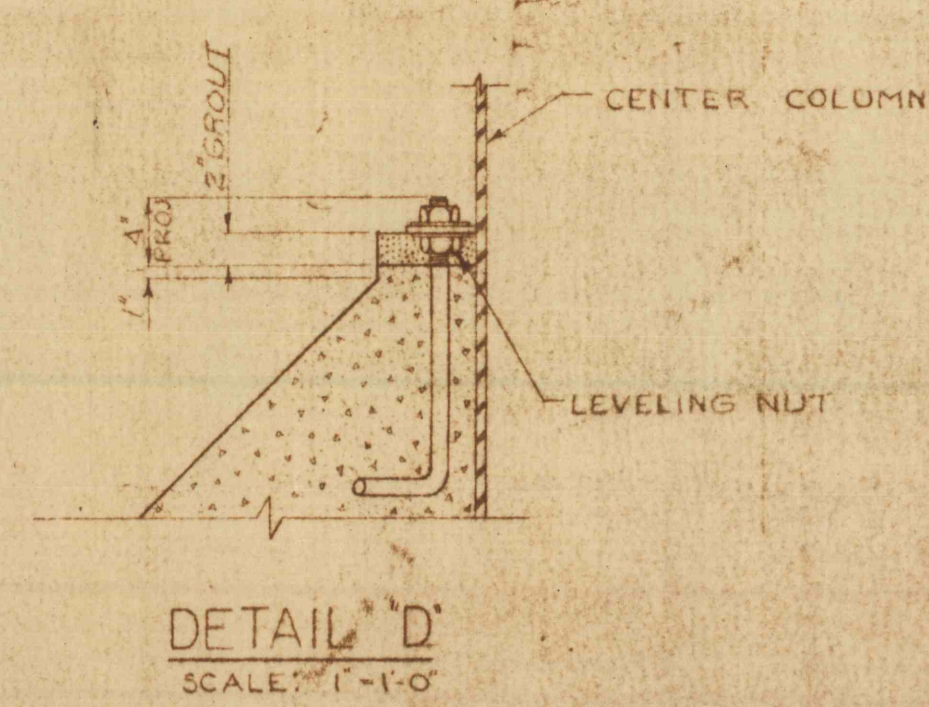 CENTER COLUMN
2" GROUT
4"
PROJ
1"
LEVELING NUT
DETAIL "D"
SCALE: 1"-1'-0"